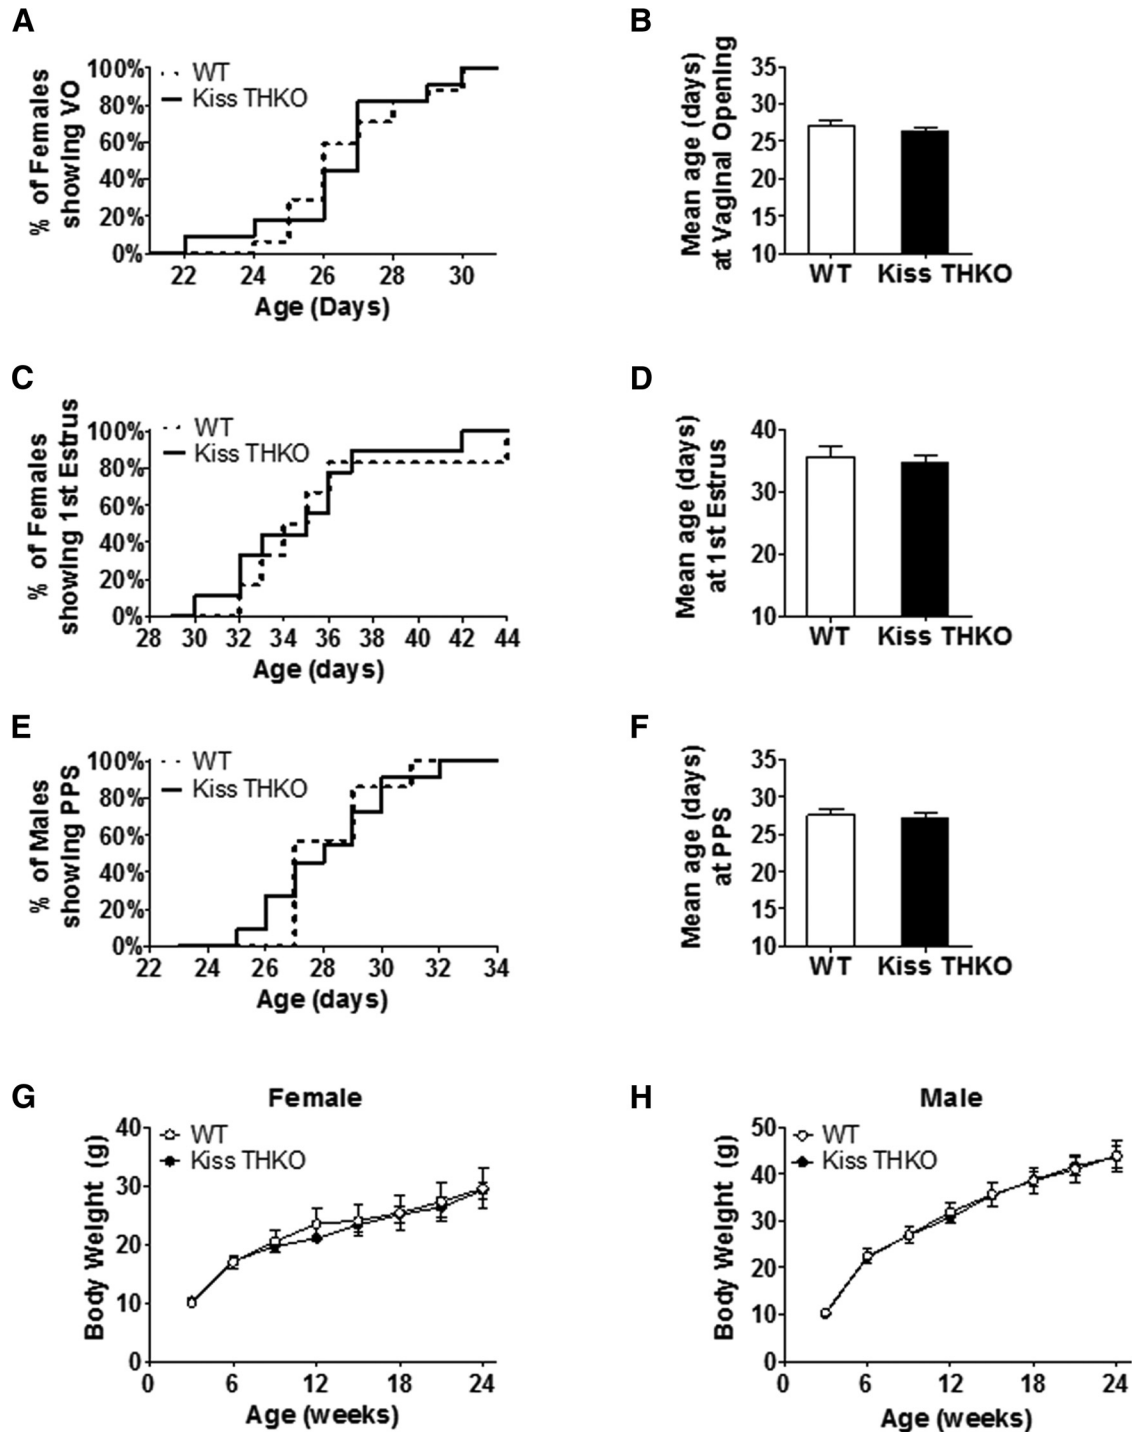 A
% of Females
showing VO
100%
80%
60%
40%
20%
0%
WT
Kiss THKO
22 24 26 28 30
Age (Days)
B
Mean age (days)
at Vaginal Opening
35
30
25
20
15
10
WT Kiss THKO
C
% of Females
showing 1st Estrus
100%
80%
60%
40%
20%
0%
WT
Kiss THKO
28 30 32 34 36 38 40 42 44
Age (days)
D
Mean age (days)
at 1st Estrus
40
30
20
10
WT Kiss THKO
E
% of Males
showing PPS
100%
80%
60%
40%
20%
0%
WT
Kiss THKO
22 24 26 28 30 32 34
Age (days)
F
Mean age (days)
at PPS
35
30
25
20
15
10
WT Kiss THKO
G
Female
Body Weight (g)
40
30
20
10
0
WT
Kiss THKO
0 6 12 18 24
Age (weeks)
H
Male
Body Weight (g)
50
40
30
20
10
0
WT
Kiss THKO
0 6 12 18 24
Age (weeks)